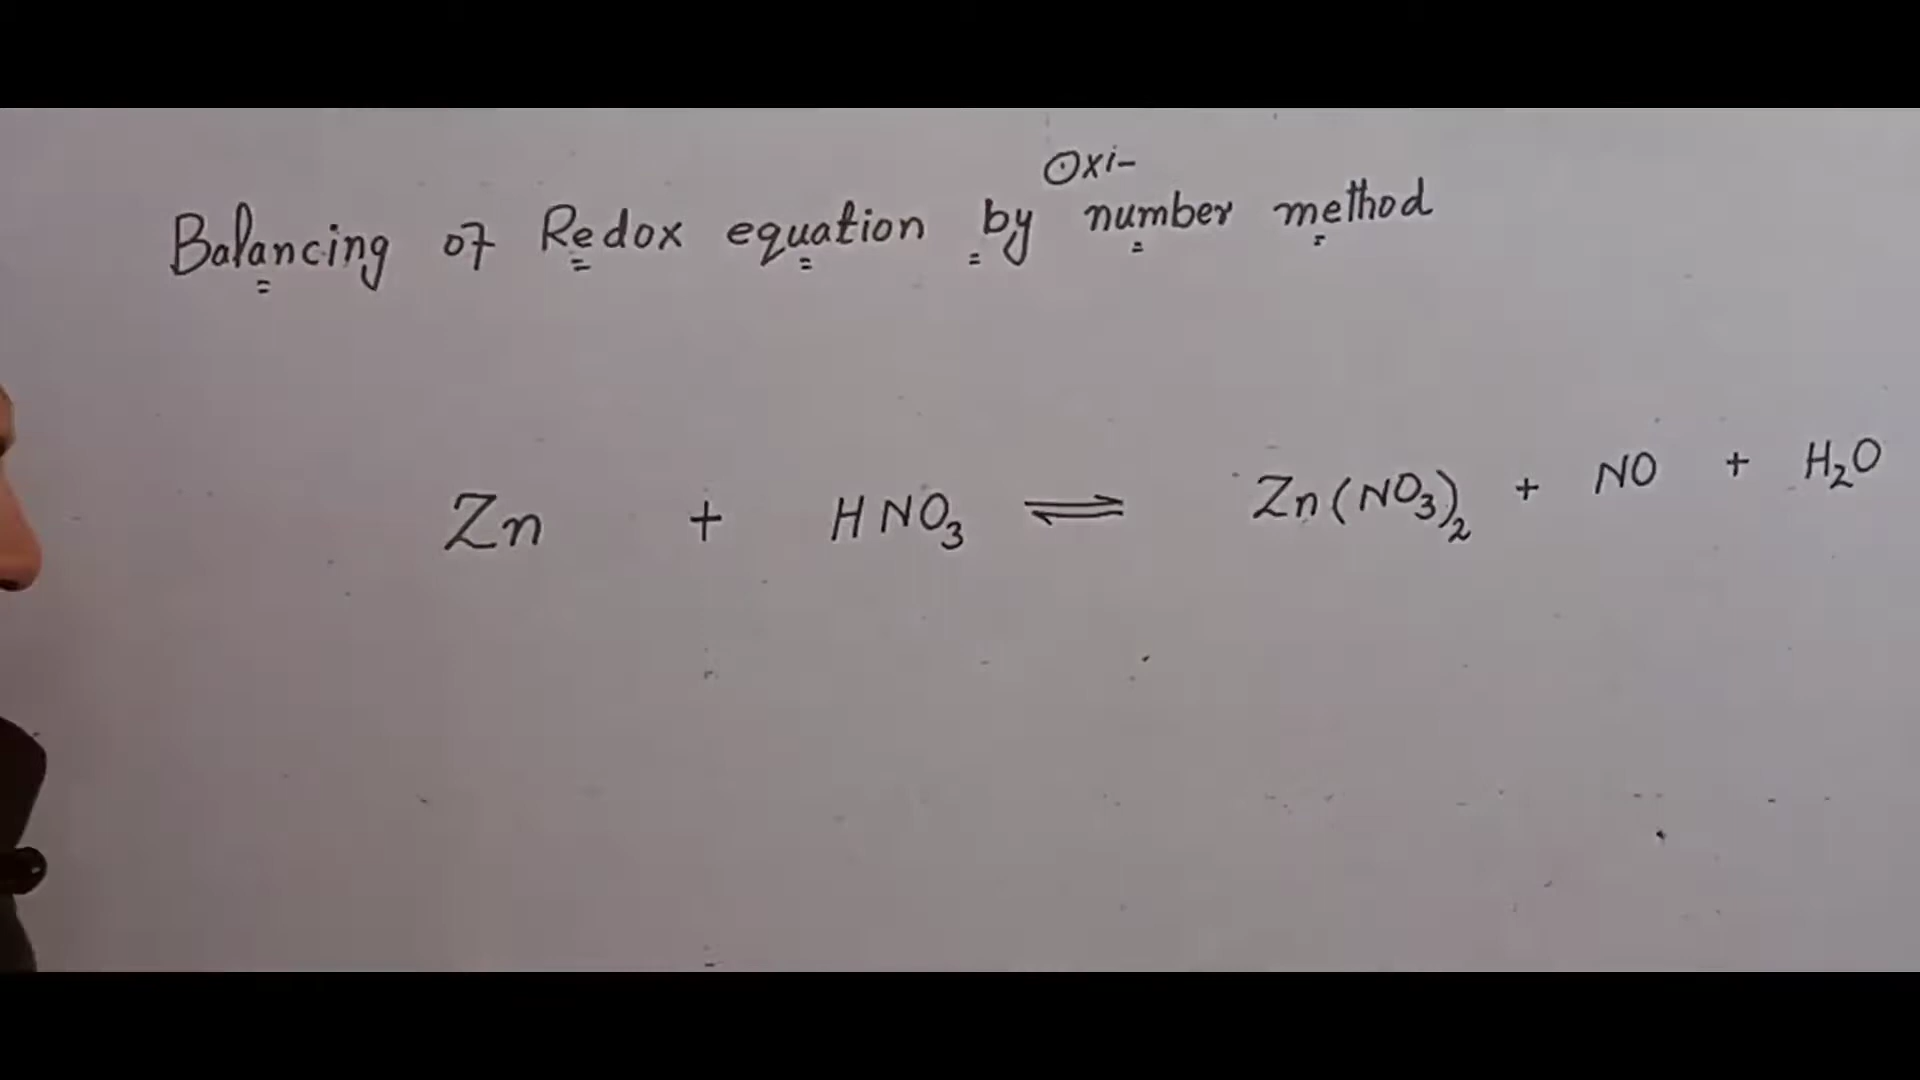 Balancing of Redox equation by Oxi- number method
Zn + HNO₃ ⇌ Zn(NO₃)₂ + NO + H₂O